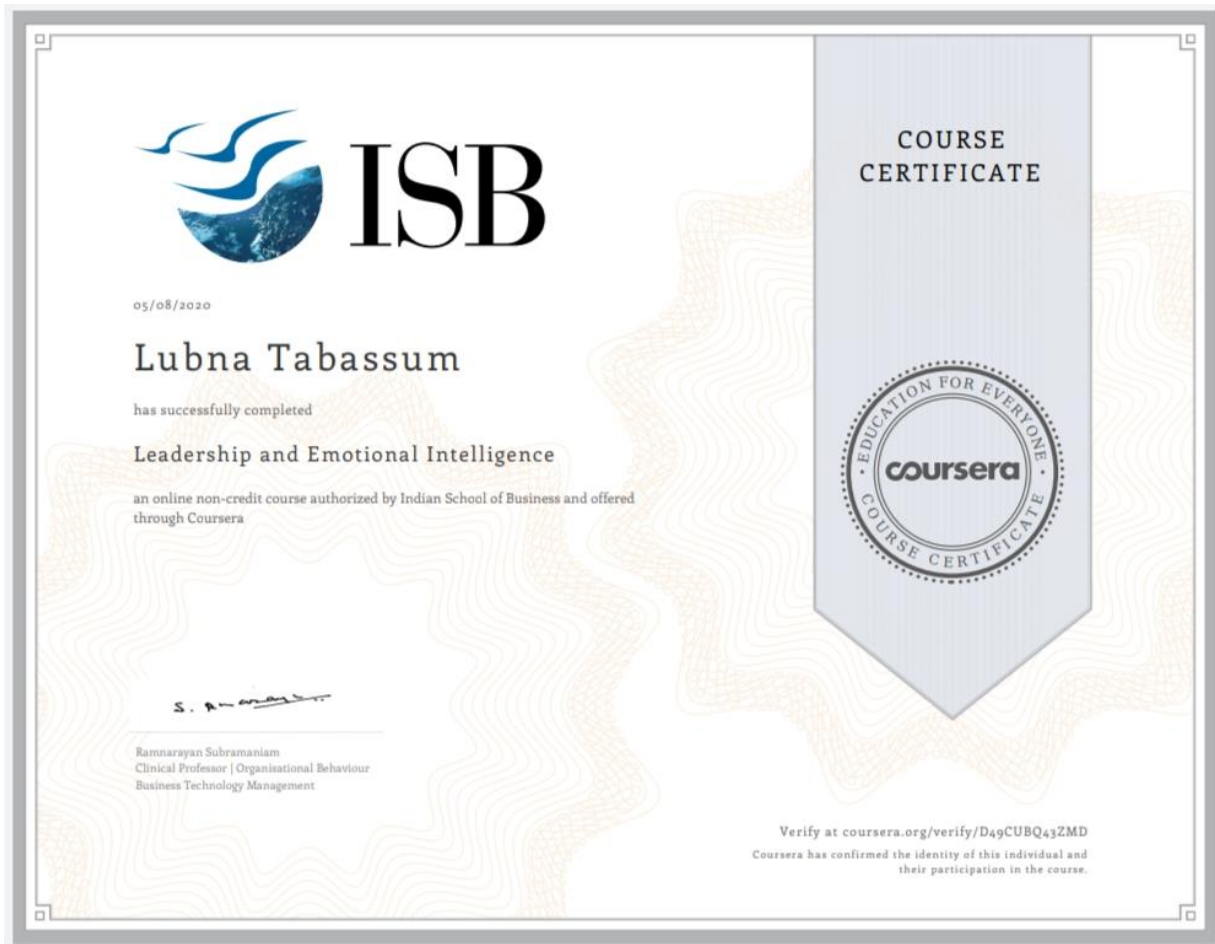 ISB
05/08/2020
Lubna Tabassum
has successfully completed
Leadership and Emotional Intelligence
an online non-credit course authorized by Indian School of Business and offered
through Coursera
Ramnarayan Subramaniam
Clinical Professor | Organisational Behaviour
Business Technology Management
COURSE
CERTIFICATE
EDUCATION FOR EVERYONE
coursera
COURSE CERTIFICATE
Verify at coursera.org/verify/D49CUBQ43ZMD
Coursera has confirmed the identity of this individual and
their participation in the course.